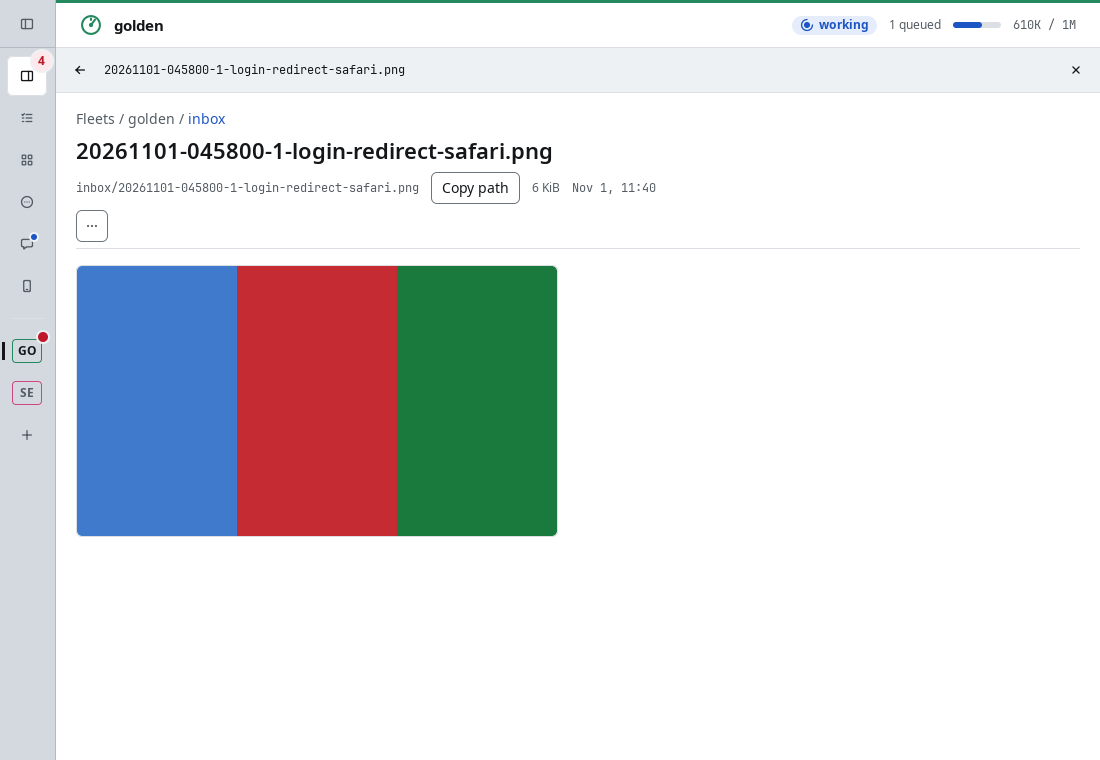 golden
working 1 queued 610K / 1M
4
20261101-045800-1-login-redirect-safari.png
Fleets / golden / inbox
20261101-045800-1-login-redirect-safari.png
inbox/20261101-045800-1-login-redirect-safari.png Copy path 6 KiB Nov 1, 11:40
...
GO
SE